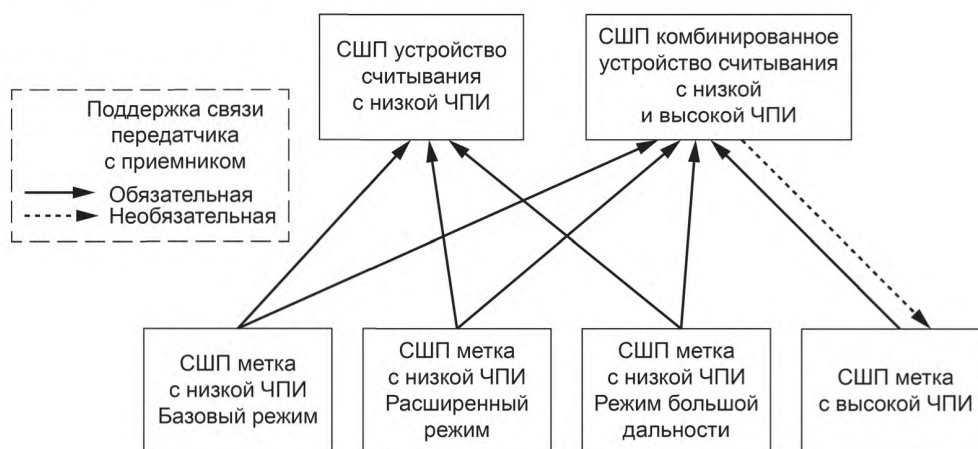 СШП устройство
считывания
с низкой ЧПИ
СШП комбинированное
устройство считывания
с низкой
и высокой ЧПИ
Поддержка связи
передатчика
с приемником
Обязательная
Необязательная
СШП метка
с низкой ЧПИ
Базовый режим
СШП метка
с низкой ЧПИ
Расширенный
режим
СШП метка
с низкой ЧПИ
Режим большой
дальности
СШП метка
с высокой ЧПИ